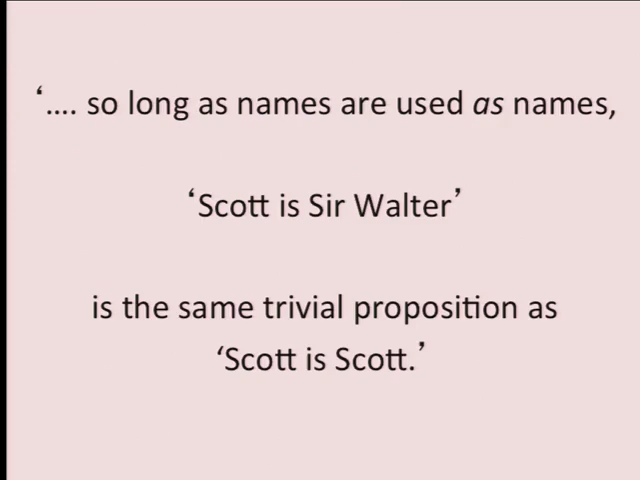 ‘.... so long as names are used as names,
‘Scott is Sir Walter’
is the same trivial proposition as
‘Scott is Scott.’